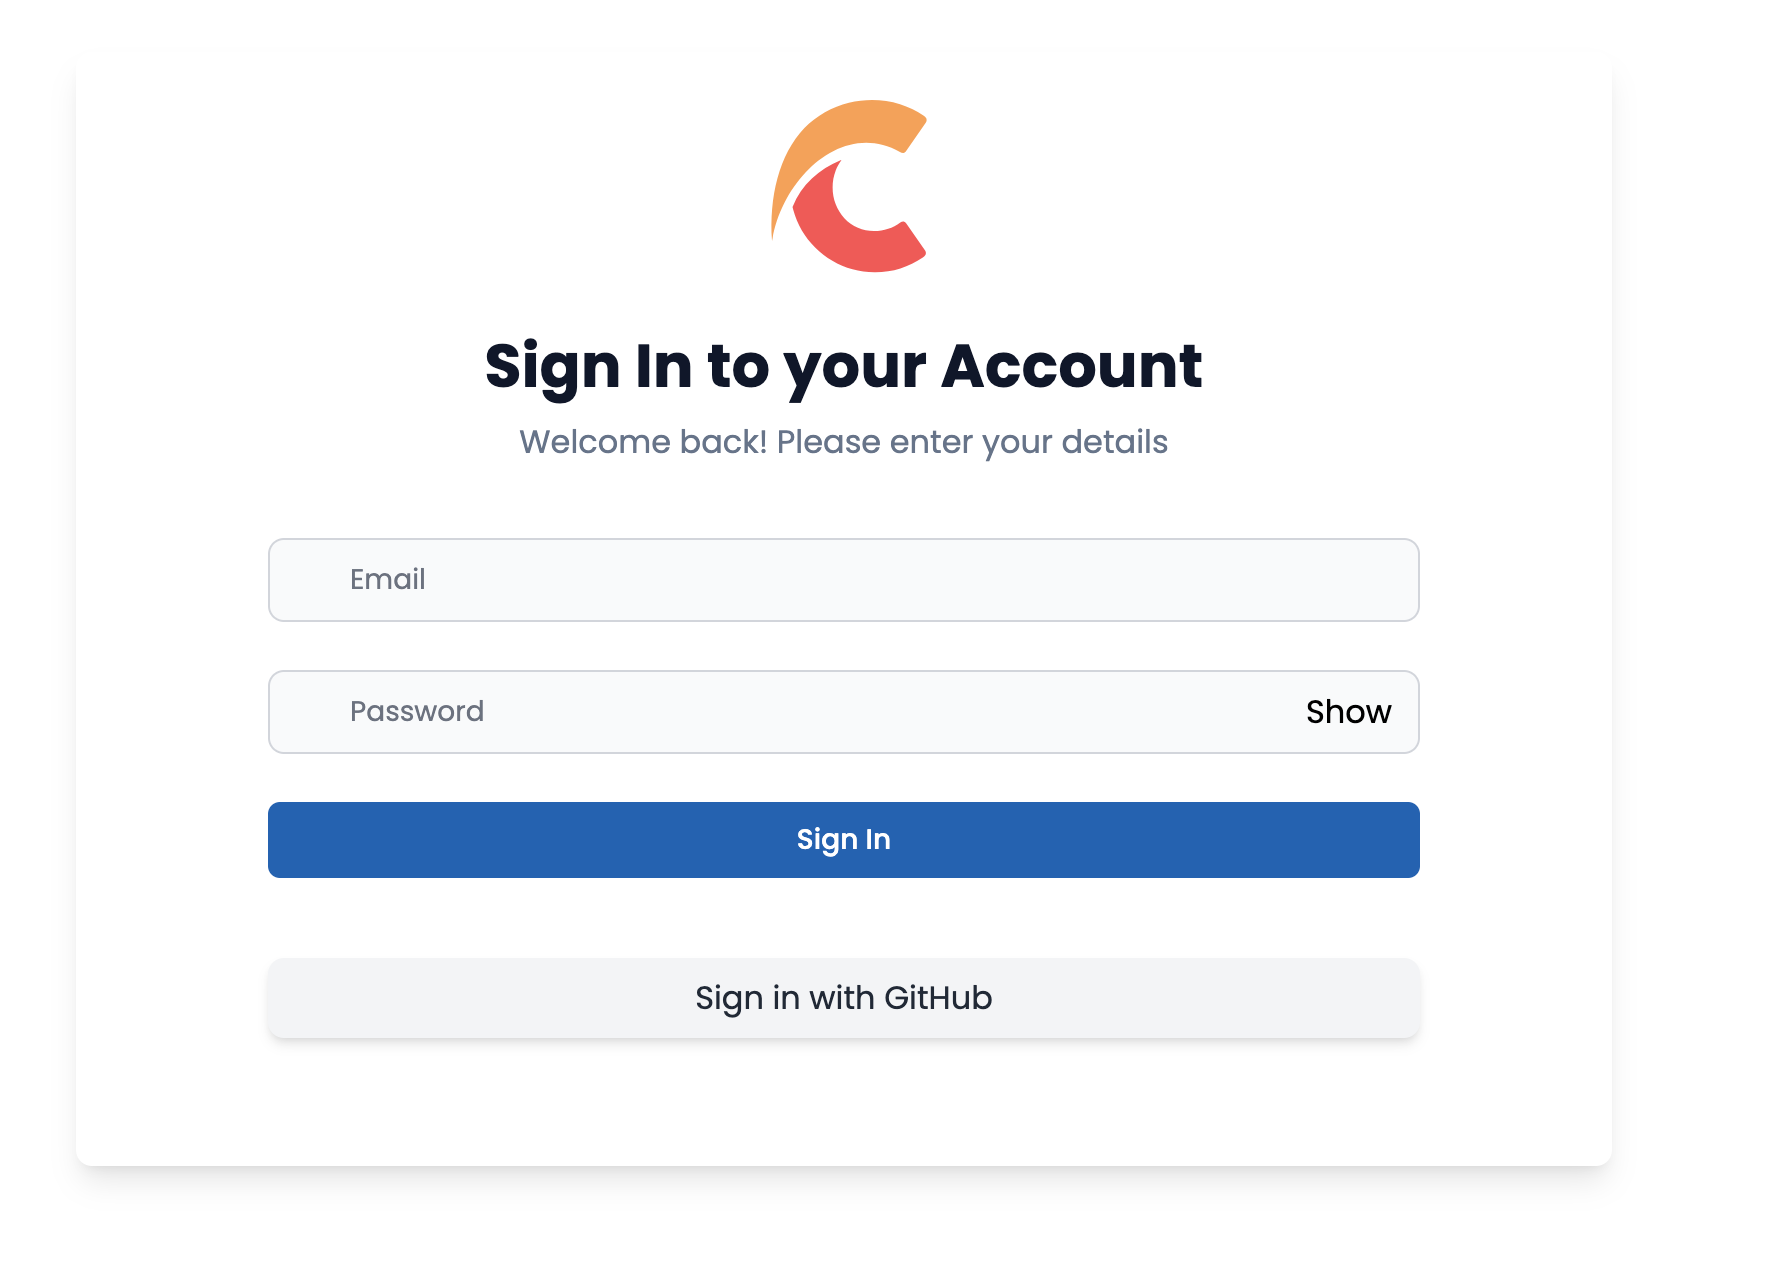 Sign In to your Account
Welcome back! Please enter your details
Email
Password Show
Sign In
Sign in with GitHub